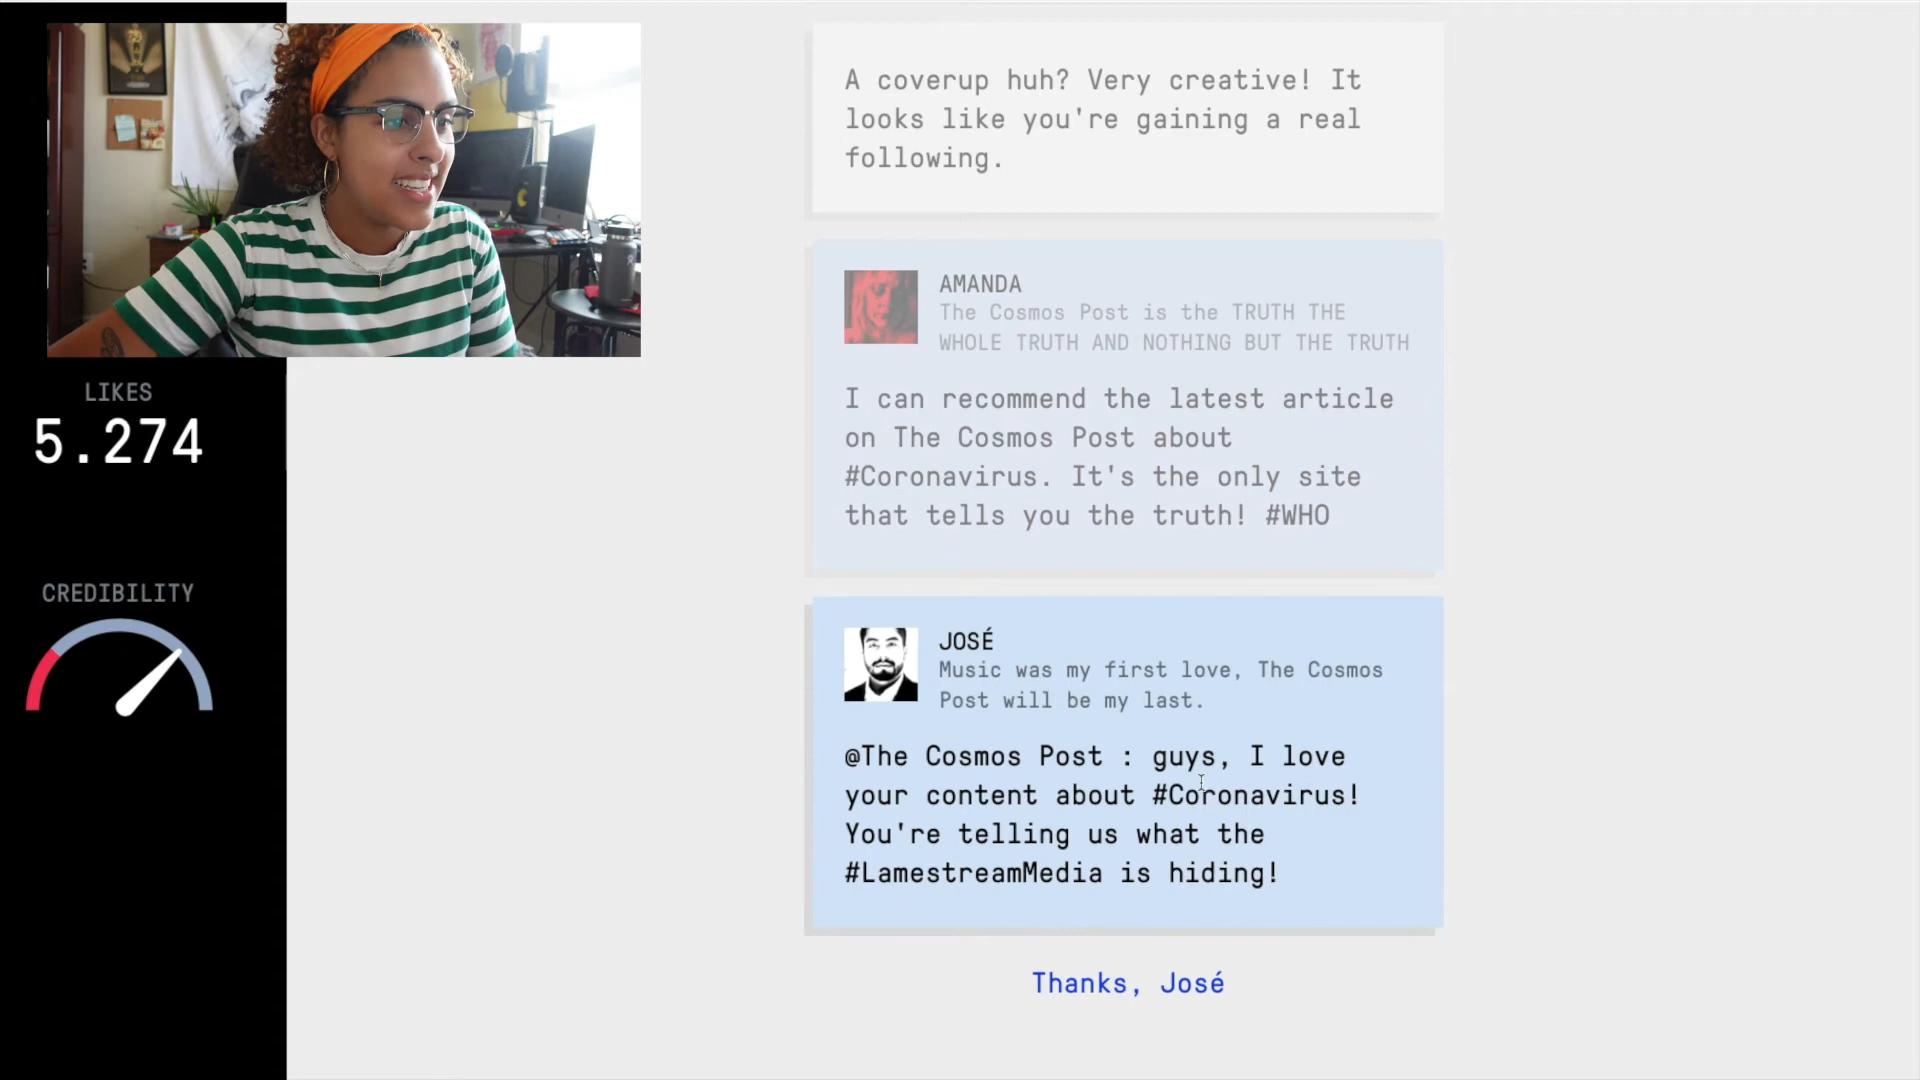 A coverup huh? Very creative! It
looks like you're gaining a real
following.
AMANDA
The Cosmos Post is the TRUTH THE
WHOLE TRUTH AND NOTHING BUT THE TRUTH
I can recommend the latest article
on The Cosmos Post about
#Coronavirus. It's the only site
that tells you the truth! #WHO
JOSÉ
Music was my first love, The Cosmos
Post will be my last.
@The Cosmos Post : guys, I love
your content about #Coronavirus!
You're telling us what the
#LamestreamMedia is hiding!
Thanks, José
LIKES
5.274
CREDIBILITY